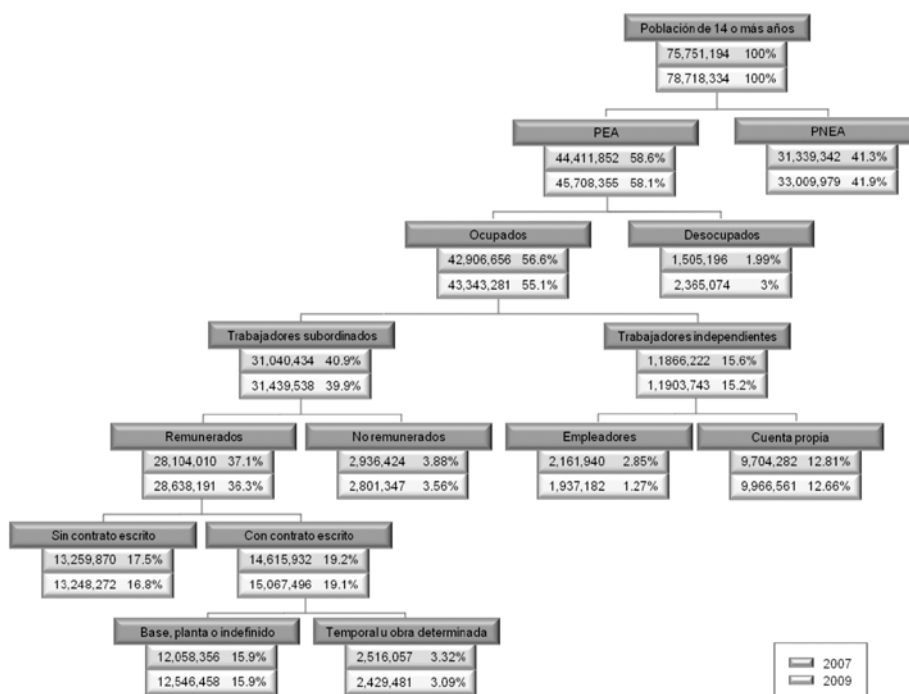 Población de 14 o más años
75,751,194 100%
78,718,334 100%
PEA
44,411,852 58.6%
45,708,355 58.1%
PNEA
31,339,342 41.3%
33,009,979 41.9%
Ocupados
42,906,656 56.6%
43,343,281 55.1%
Desocupados
1,505,196 1.99%
2,365,074 3%
Trabajadores subordinados
31,040,434 40.9%
31,439,538 39.9%
Trabajadores independientes
1,1866,222 15.6%
1,1903,743 15.2%
Remunerados
28,104,010 37.1%
28,638,191 36.3%
No remunerados
2,936,424 3.88%
2,801,347 3.56%
Empleadores
2,161,940 2.85%
1,937,182 1.27%
Cuenta propia
9,704,282 12.81%
9,966,561 12.66%
Sin contrato escrito
13,259,870 17.5%
13,248,272 16.8%
Con contrato escrito
14,615,932 19.2%
15,067,496 19.1%
Base, planta o indefinido
12,058,356 15.9%
12,546,458 15.9%
Temporal u obra determinada
2,516,057 3.32%
2,429,481 3.09%
2007
2009